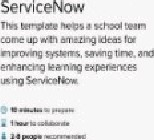 ServiceNow
This template helps a school team
come up with amazing ideas for
improving systems, saving time, and
enhancing learning experiences
using ServiceNow.
10 minutes to prepare
1 hour to collaborate
2-8 people recommended